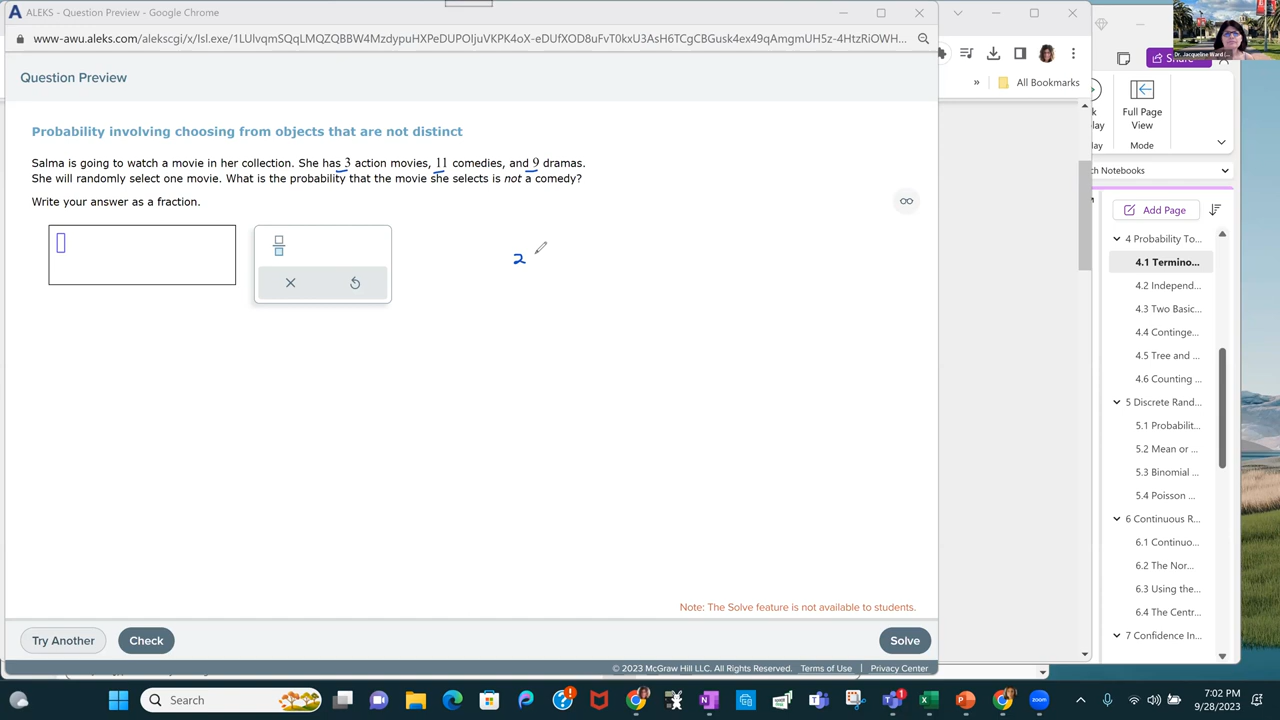 ALEKS - Question Preview - Google Chrome
www-awu.aleks.com/alekscgi/x/Isl.exe/
Question Preview
Probability involving choosing from objects that are not distinct
Salma is going to watch a movie in her collection. She has 3 action movies, 11 comedies, and 9 dramas.
She will randomly select one movie. What is the probability that the movie she selects is not a comedy?
Write your answer as a fraction.
2
Note: The Solve feature is not available to students.
Try Another
Check
Solve
© 2023 McGraw Hill LLC. All Rights Reserved.
Terms of Use
Privacy Center
»
All Bookmarks
Dr. Jacqueline Ward (
Share
Full Page
View
Mode
ch Notebooks
Add Page
4 Probability To...
4.1 Termino...
4.2 Independ...
4.3 Two Basic...
4.4 Continge...
4.5 Tree and ...
4.6 Counting ...
5 Discrete Rand...
5.1 Probabilit...
5.2 Mean or ...
5.3 Binomial ...
5.4 Poisson ...
6 Continuous R...
6.1 Continuo...
6.2 The Nor...
6.3 Using the...
6.4 The Centr...
7 Confidence In...
Search
7:02 PM
9/28/2023